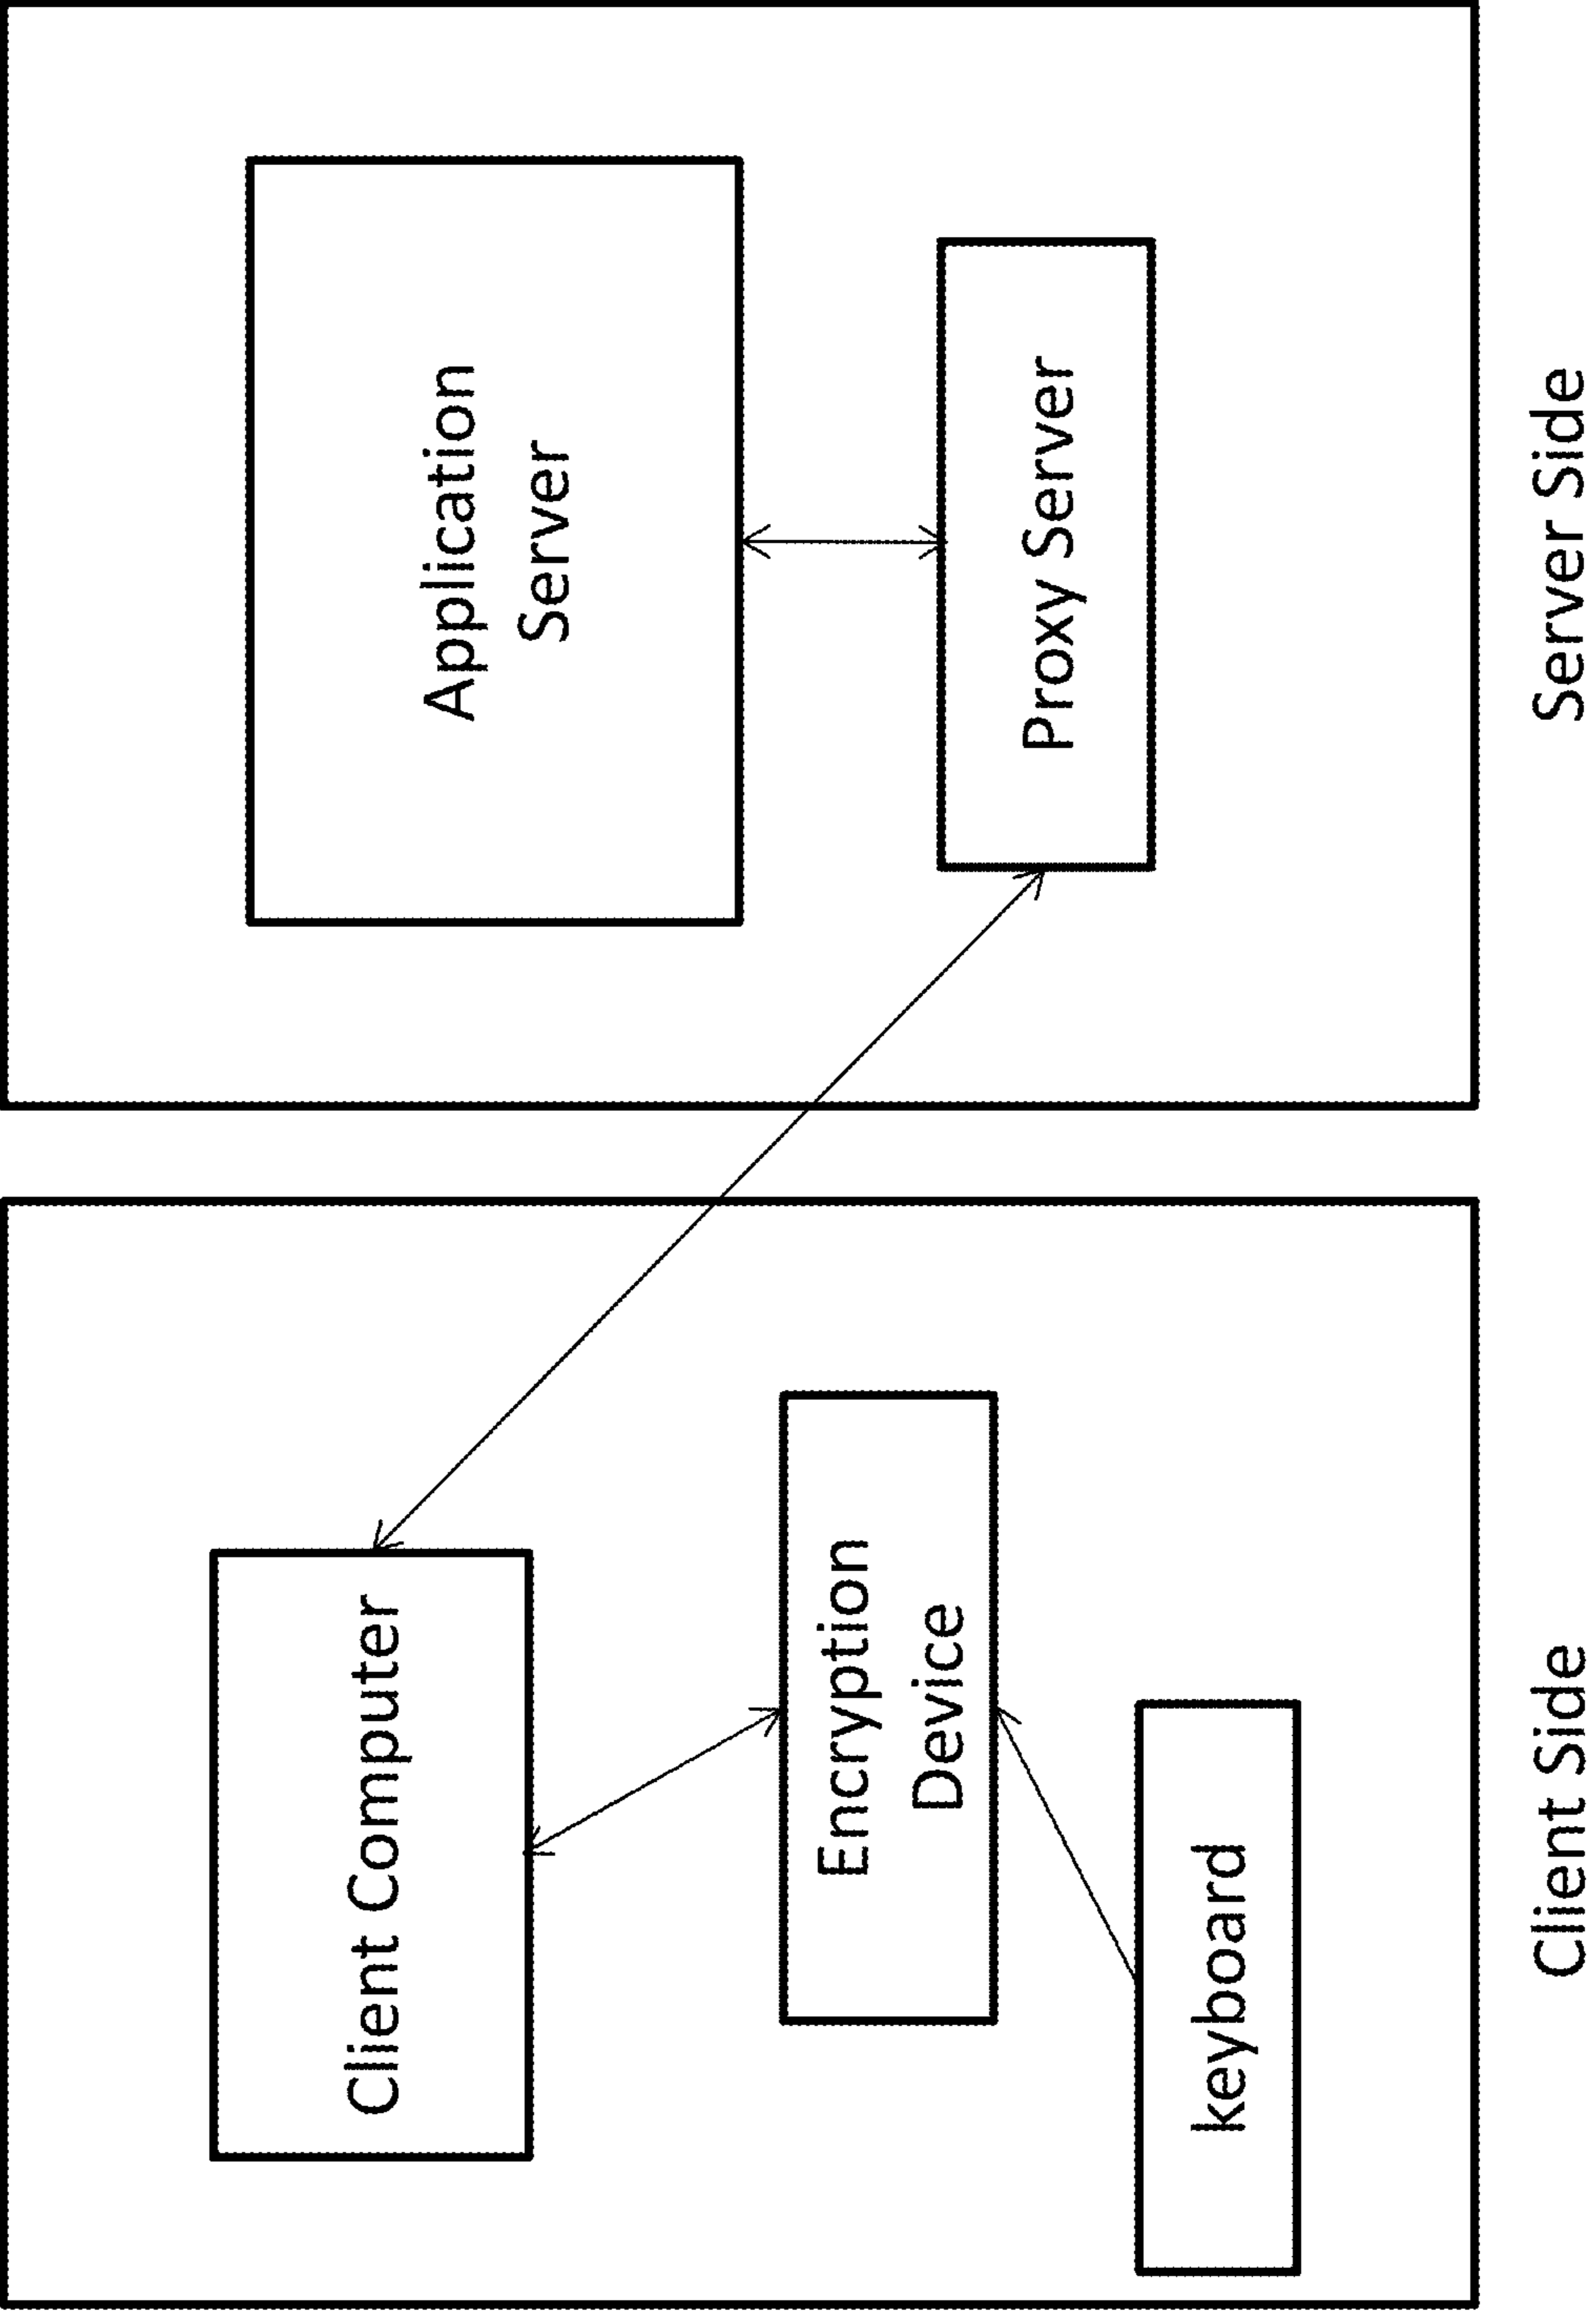 Client Computer
Encryption
Device
keyboard
Client Side
Application
Server
Proxy Server
Server Side